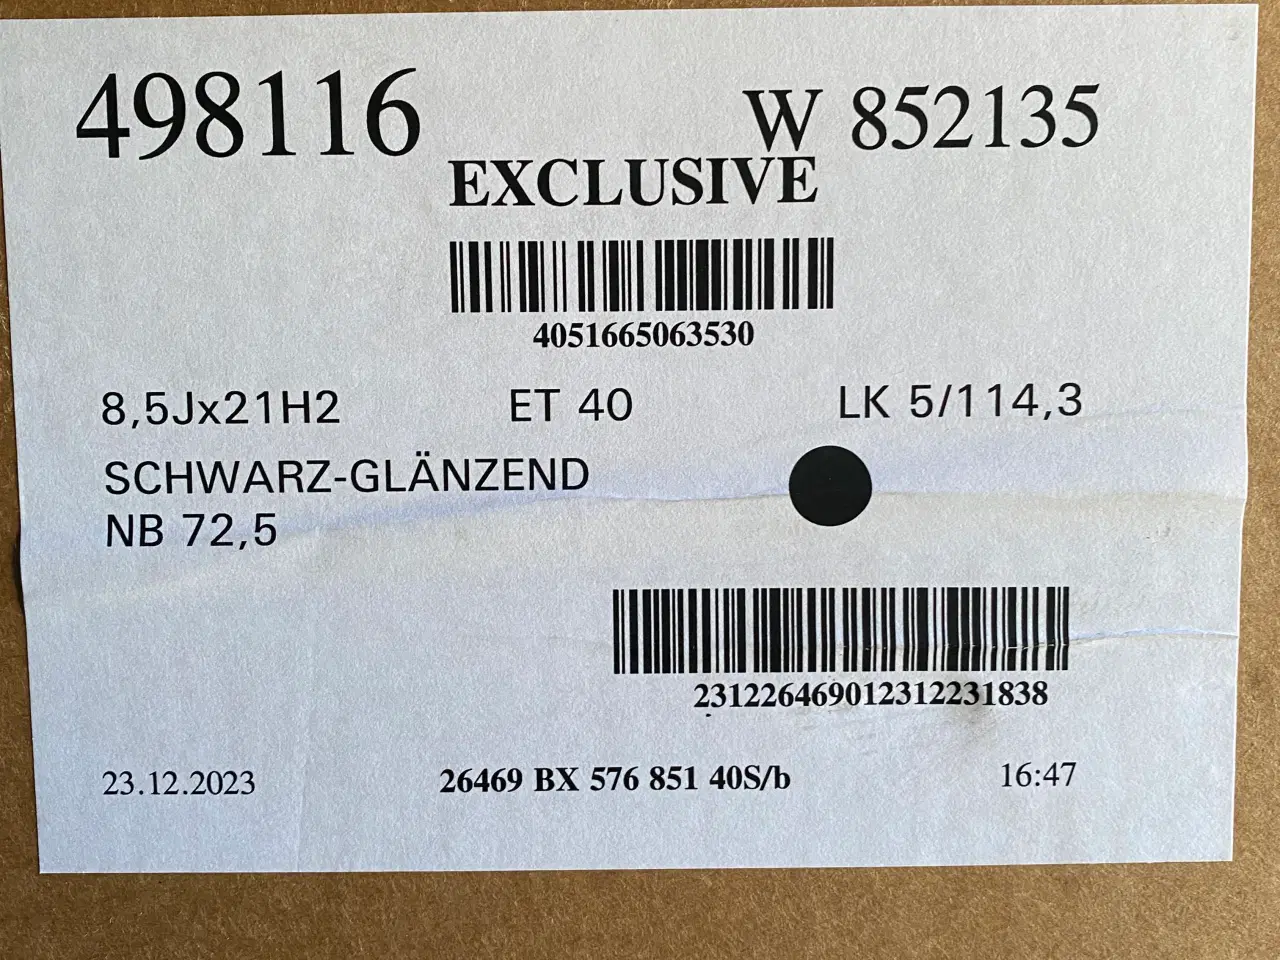 498116
W 852135
EXCLUSIVE
4051665063530
8,5Jx21H2 ET 40 LK 5/114,3
SCHWARZ-GLÄNZEND
NB 72,5
231226469012312231838
23.12.2023 26469 BX 576 851 40S/b 16:47